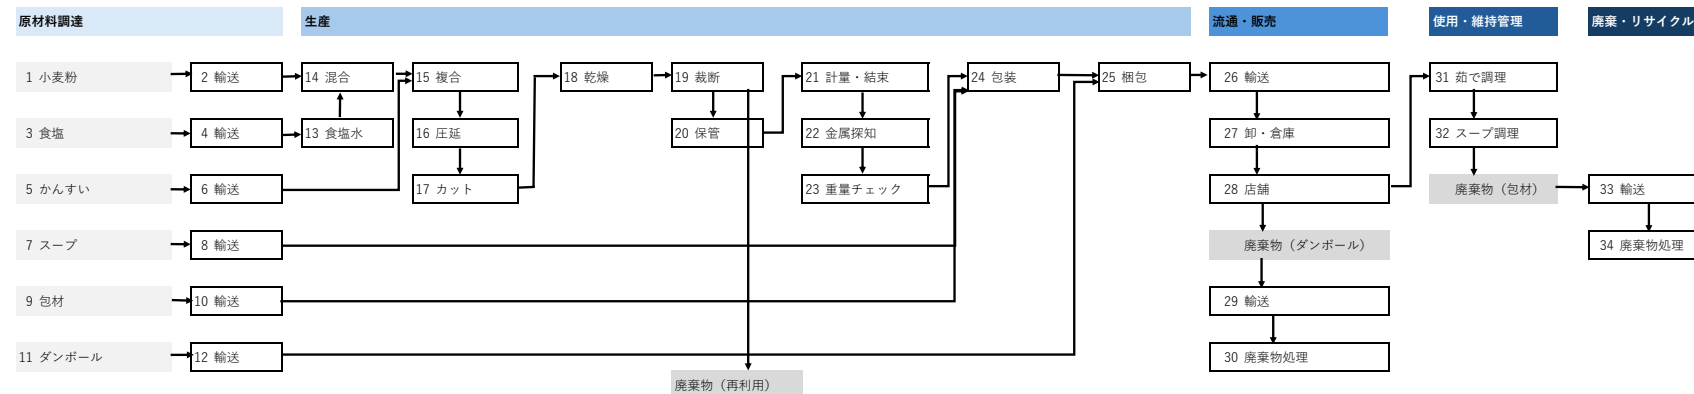 原材料調達 生産 流通・販売 使用・維持管理 廃棄・リサイクル
1 小麦粉 2 輸送 14 混合 15 複合 18 乾燥 19 裁断 21 計量・結束 24 包装 25 梱包 26 輸送 31 茹で調理
3 食塩 4 輸送 13 食塩水 16 圧延 20 保管 22 金属探知 27 卸・倉庫 32 スープ調理
5 かんすい 6 輸送 17 カット 23 重量チェック 28 店舗 廃棄物（包材） 33 輸送
7 スープ 8 輸送 廃棄物（ダンボール） 34 廃棄物処理
9 包材 10 輸送 29 輸送
11 ダンボール 12 輸送 30 廃棄物処理
廃棄物（再利用）